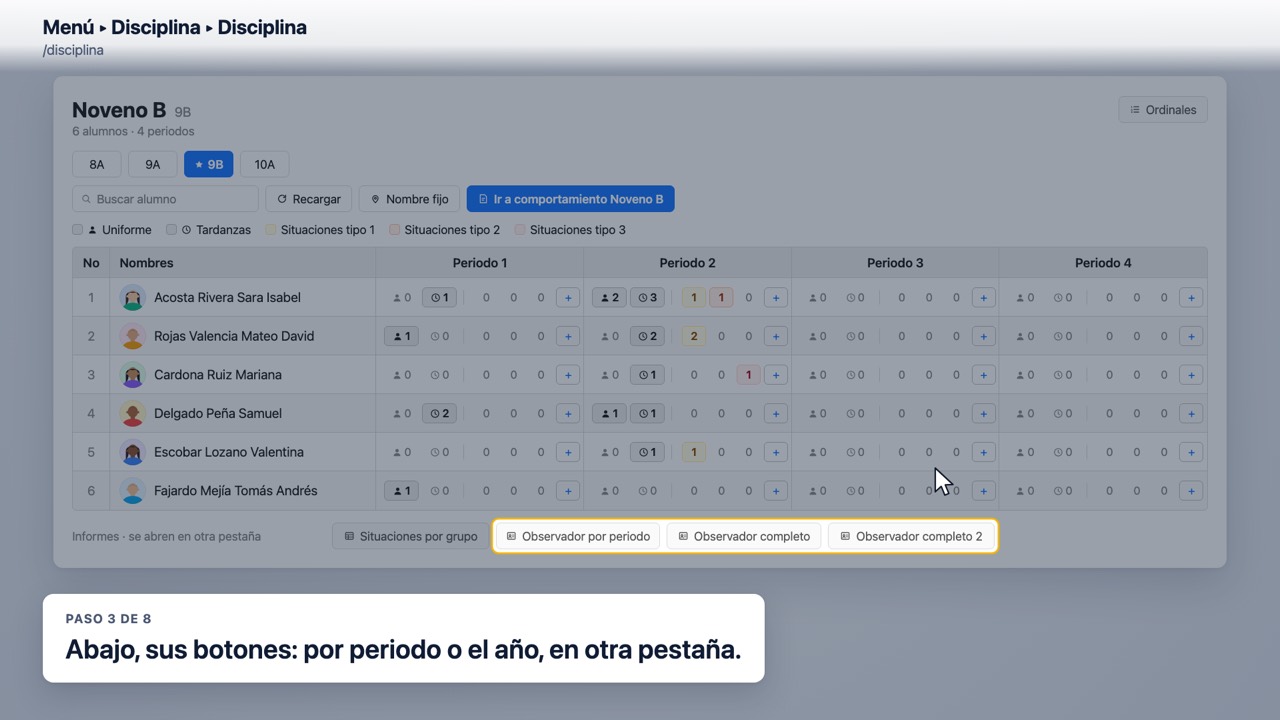 Menú ▸ Disciplina ▸ Disciplina
/disciplina
Noveno B 9B
Ordinales
6 alumnos · 4 periodos
8A 9A 9B 10A
Buscar alumno Recargar Nombre fijo Ir a comportamiento Noveno B
Uniforme Tardanzas Situaciones tipo 1 Situaciones tipo 2 Situaciones tipo 3
No Nombres Periodo 1 Periodo 2 Periodo 3 Periodo 4
1 Acosta Rivera Sara Isabel 0 1 0 0 0 + 2 3 1 1 0 + 0 0 0 0 0 + 0 0 0 0 0 +
2 Rojas Valencia Mateo David 1 0 0 0 0 + 0 2 2 0 0 + 0 0 0 0 0 + 0 0 0 0 0 +
3 Cardona Ruiz Mariana 0 0 0 0 0 + 0 1 0 0 1 + 0 0 0 0 0 + 0 0 0 0 0 +
4 Delgado Peña Samuel 0 2 0 0 0 + 1 1 0 0 0 + 0 0 0 0 0 + 0 0 0 0 0 +
5 Escobar Lozano Valentina 0 0 0 0 0 + 0 1 1 0 0 + 0 0 0 0 0 + 0 0 0 0 0 +
6 Fajardo Mejía Tomás Andrés 1 0 0 0 0 + 0 0 0 0 0 + 0 0 0 0 0 + 0 0 0 0 0 +
Informes · se abren en otra pestaña Situaciones por grupo Observador por periodo Observador completo Observador completo 2
PASO 3 DE 8
Abajo, sus botones: por periodo o el año, en otra pestaña.